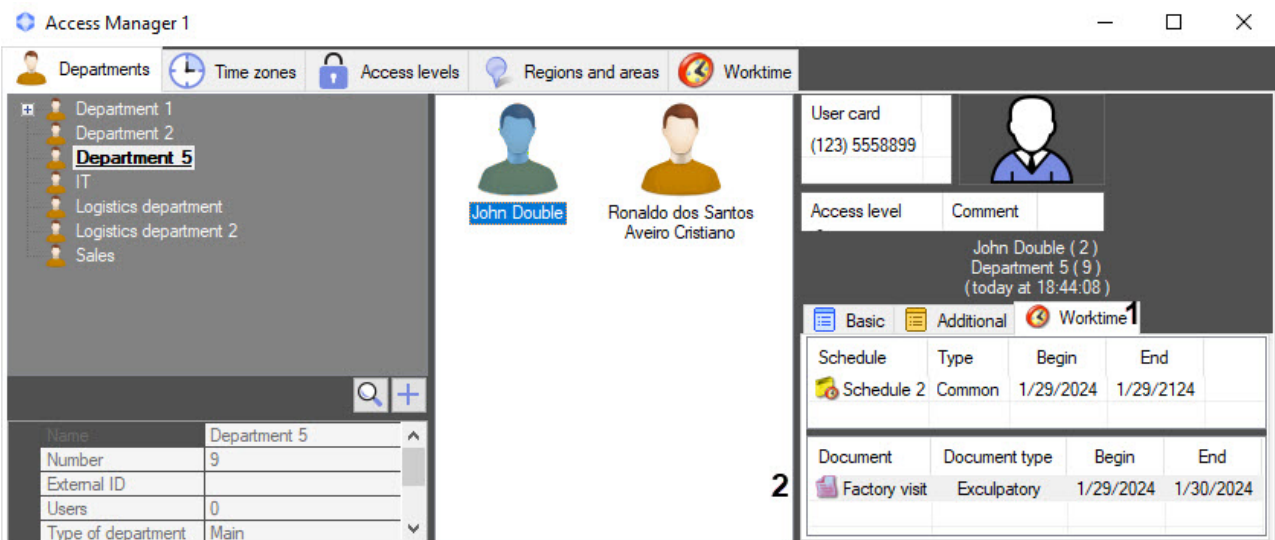 Access Manager 1
Departments Time zones Access levels Regions and areas Worktime
Department 1
Department 2
Department 5
IT
Logistics department
Logistics department 2
Sales
Name Department 5
Number 9
External ID
Users 0
Type of department Main
John Double
Ronaldo dos Santos
Aveiro Cristiano
User card
(123) 5558899
Access level Comment
John Double ( 2 )
Department 5 ( 9 )
( today at 18:44:08 )
Basic Additional Worktime 1
Schedule Type Begin End
Schedule 2 Common 1/29/2024 1/29/2124
2
Document Document type Begin End
Factory visit Exculpatory 1/29/2024 1/30/2024